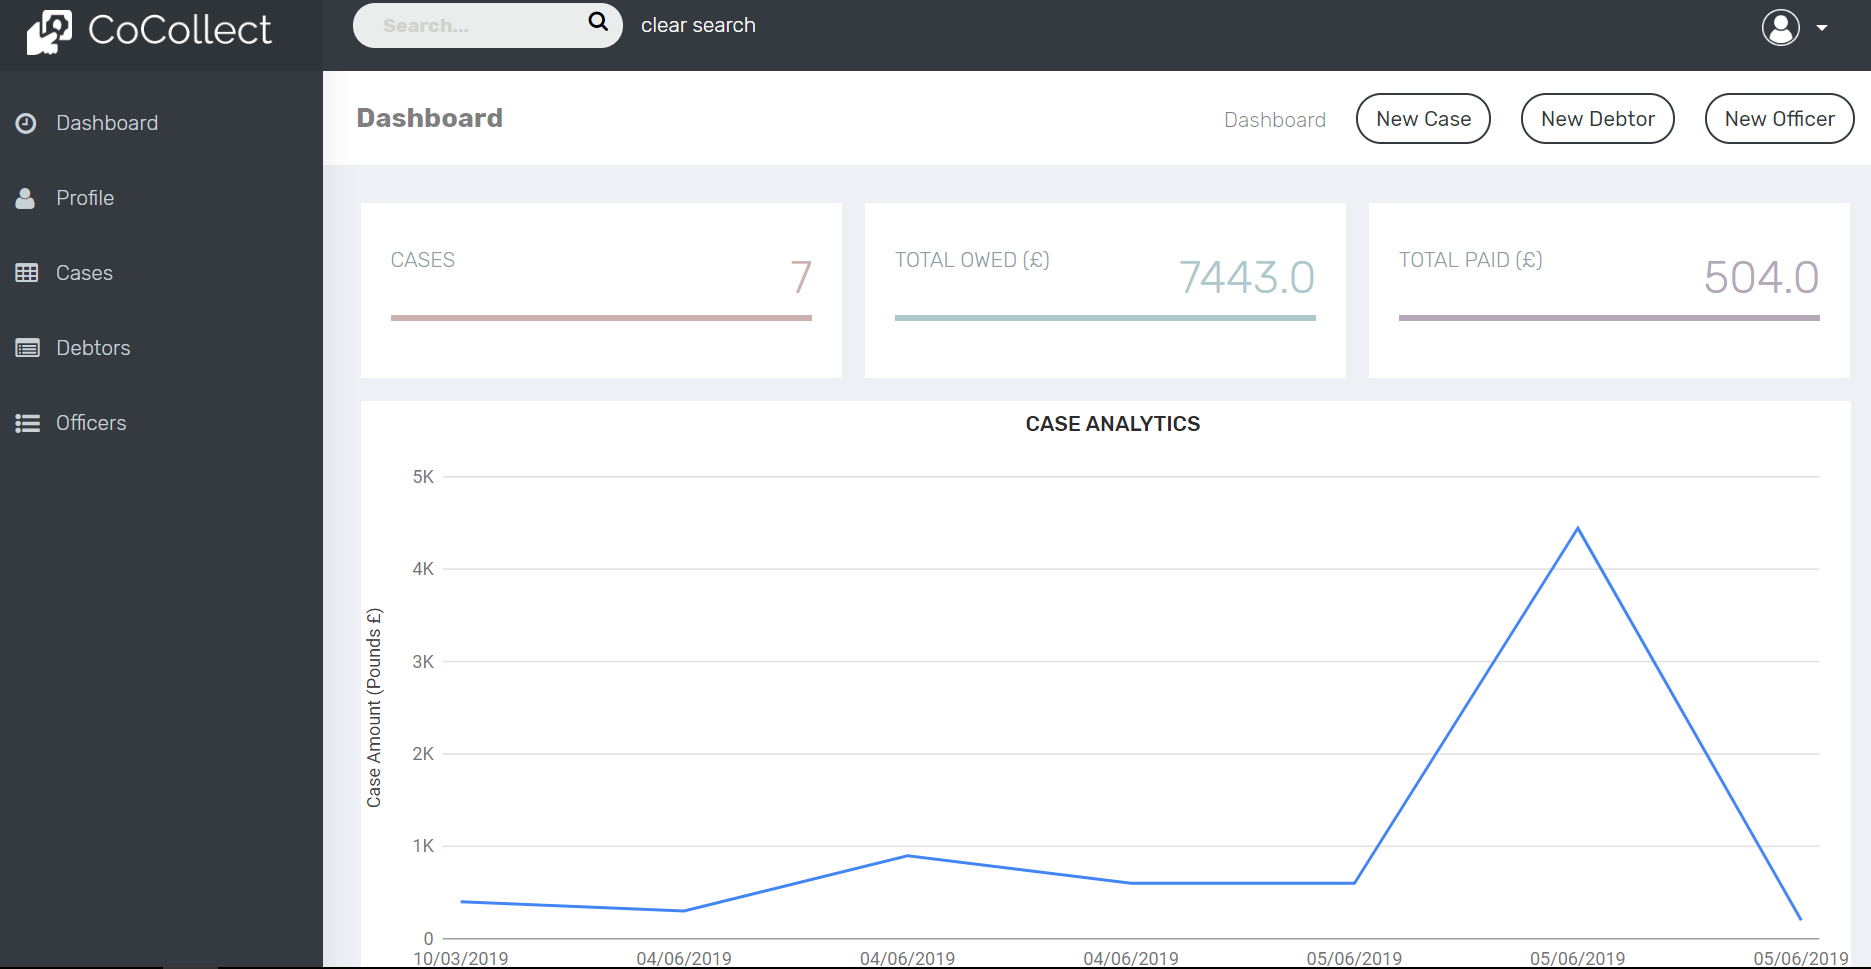 CoCollect
Search...
clear search
Dashboard
Profile
Cases
Debtors
Officers
Dashboard
Dashboard
New Case
New Debtor
New Officer
CASES
7
TOTAL OWED (£)
7443.0
TOTAL PAID (£)
504.0
CASE ANALYTICS
Case Amount (Pounds £)
5K
4K
3K
2K
1K
0
10/03/2019
04/06/2019
04/06/2019
04/06/2019
05/06/2019
05/06/2019
05/06/2019